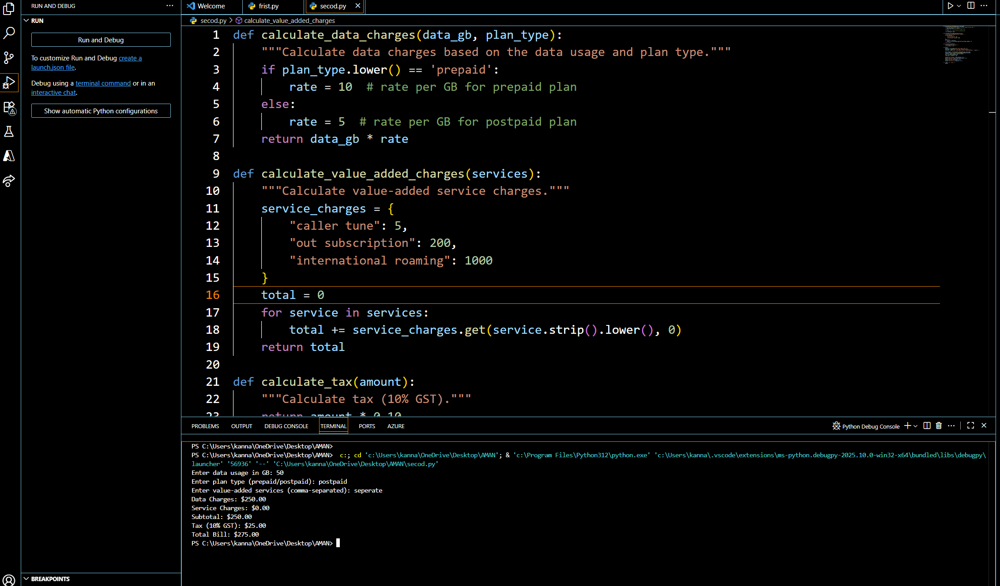 RUN AND DEBUG
RUN
Run and Debug
To customize Run and Debug create a
launch.json file.
Debug using a terminal command or in an
interactive chat.
Show automatic Python configurations
BREAKPOINTS
Welcome
frist.py
secod.py
secod.py > calculate_value_added_charges
1 def calculate_data_charges(data_gb, plan_type):
2 """Calculate data charges based on the data usage and plan type."""
3 if plan_type.lower() == 'prepaid':
4 rate = 10  # rate per GB for prepaid plan
5 else:
6 rate = 5  # rate per GB for postpaid plan
7 return data_gb * rate
8
9 def calculate_value_added_charges(services):
10 """Calculate value-added service charges."""
11 service_charges = {
12 "caller tune": 5,
13 "out subscription": 200,
14 "international roaming": 1000
15 }
16 total = 0
17 for service in services:
18 total += service_charges.get(service.strip().lower(), 0)
19 return total
20
21 def calculate_tax(amount):
22 """Calculate tax (10% GST)."""
23 return amount * 0.10
PROBLEMS OUTPUT DEBUG CONSOLE TERMINAL PORTS AZURE
Python Debug Console
PS C:\Users\kanna\OneDrive\Desktop\AMAN>
PS C:\Users\kanna\OneDrive\Desktop\AMAN>  c:; cd 'c:\Users\kanna\OneDrive\Desktop\AMAN'; & 'c:\Program Files\Python312\python.exe' 'c:\Users\kanna\.vscode\extensions\ms-python.debugpy-2025.10.0-win32-x64\bundled\libs\debugpy\
launcher' '56936' '--' 'C:\Users\kanna\OneDrive\Desktop\AMAN\secod.py'
Enter data usage in GB: 50
Enter plan type (prepaid/postpaid): postpaid
Enter value-added services (comma-separated): seperate
Data Charges: $250.00
Service Charges: $0.00
Subtotal: $250.00
Tax (10% GST): $25.00
Total Bill: $275.00
PS C:\Users\kanna\OneDrive\Desktop\AMAN>